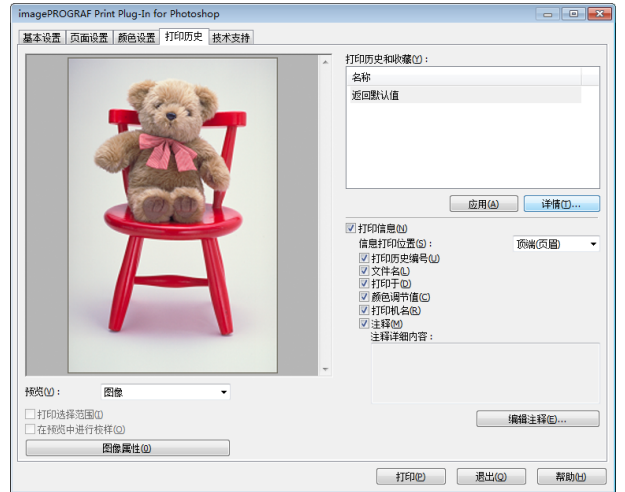 imagePROGRAF Print Plug-In for Photoshop
基本设置 页面设置 颜色设置 打印历史 技术支持
打印历史和收藏(Y)：
名称
返回默认值
应用(A) 详情(T)...
打印信息(N)
信息打印位置(S)： 顶端(页眉)
打印历史编号(U)
文件名(L)
打印于(D)
颜色调节值(C)
打印机名(R)
注释(M)
注释详细内容：
编辑注释(E)...
预览(V)： 图像
打印选择范围(I)
在预览中进行校样(O)
图像属性(0)
打印(P) 退出(Q) 帮助(H)